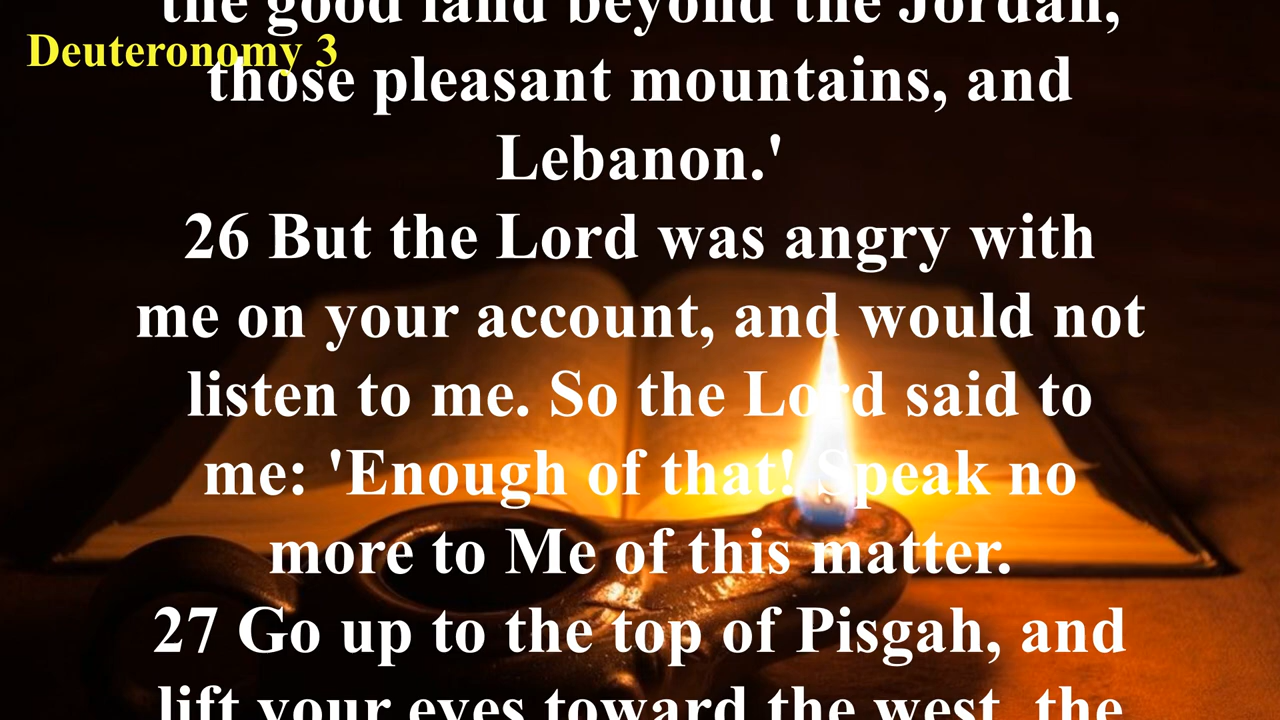 the good land beyond the Jordan,
Deuteronomy 3
those pleasant mountains, and
Lebanon.'
26 But the Lord was angry with
me on your account, and would not
listen to me. So the Lord said to
me: 'Enough of that! Speak no
more to Me of this matter.
27 Go up to the top of Pisgah, and
lift your eyes toward the west, the